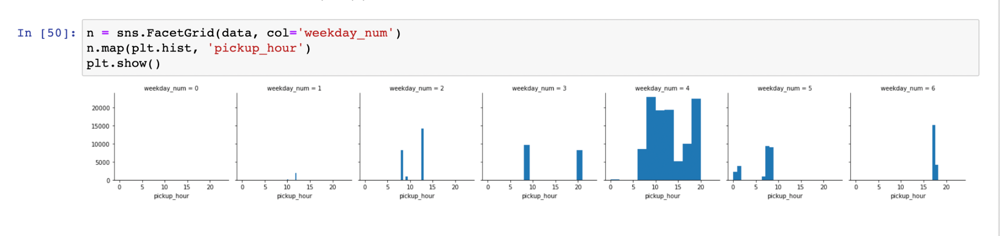 In [50]: n = sns.FacetGrid(data, col='weekday_num')
n.map(plt.hist, 'pickup_hour')
plt.show()
weekday_num = 0 weekday_num = 1 weekday_num = 2 weekday_num = 3 weekday_num = 4 weekday_num = 5 weekday_num = 6
20000
15000
10000
5000
0
0 5 10 15 20 0 5 10 15 20 0 5 10 15 20 0 5 10 15 20 0 5 10 15 20 0 5 10 15 20 0 5 10 15 20
pickup_hour pickup_hour pickup_hour pickup_hour pickup_hour pickup_hour pickup_hour